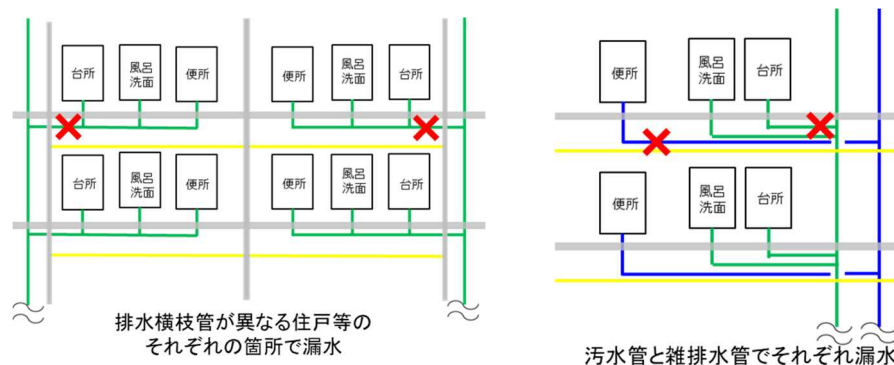 台所
風呂
洗面
便所
便所
風呂
洗面
台所
台所
風呂
洗面
便所
便所
風呂
洗面
台所
排水横枝管が異なる住戸等の
それぞれの箇所で漏水
便所
風呂
洗面
台所
便所
風呂
洗面
台所
汚水管と雑排水管でそれぞれ漏水